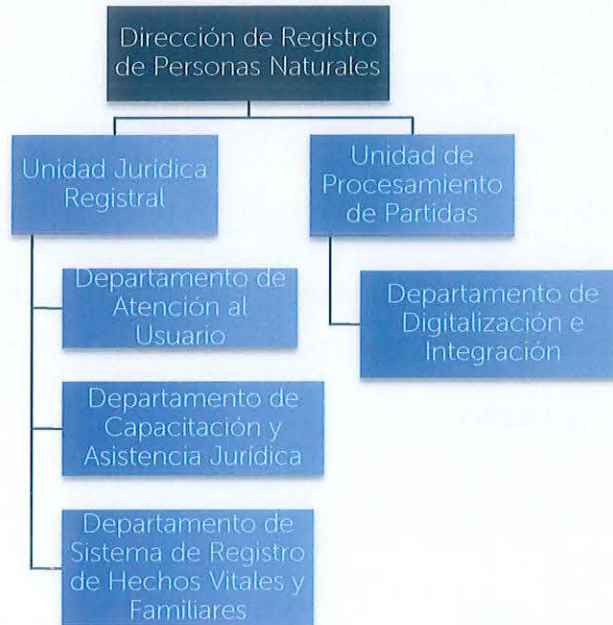 Dirección de Registro
de Personas Naturales
Unidad Jurídica
Registral
Unidad de
Procesamiento
de Partidas
Departamento de
Atención al
Usuario
Departamento de
Digitalización e
Integración
Departamento de
Capacitación y
Asistencia Jurídica
Departamento de
Sistema de Registro
de Hechos Vitales y
Familiares